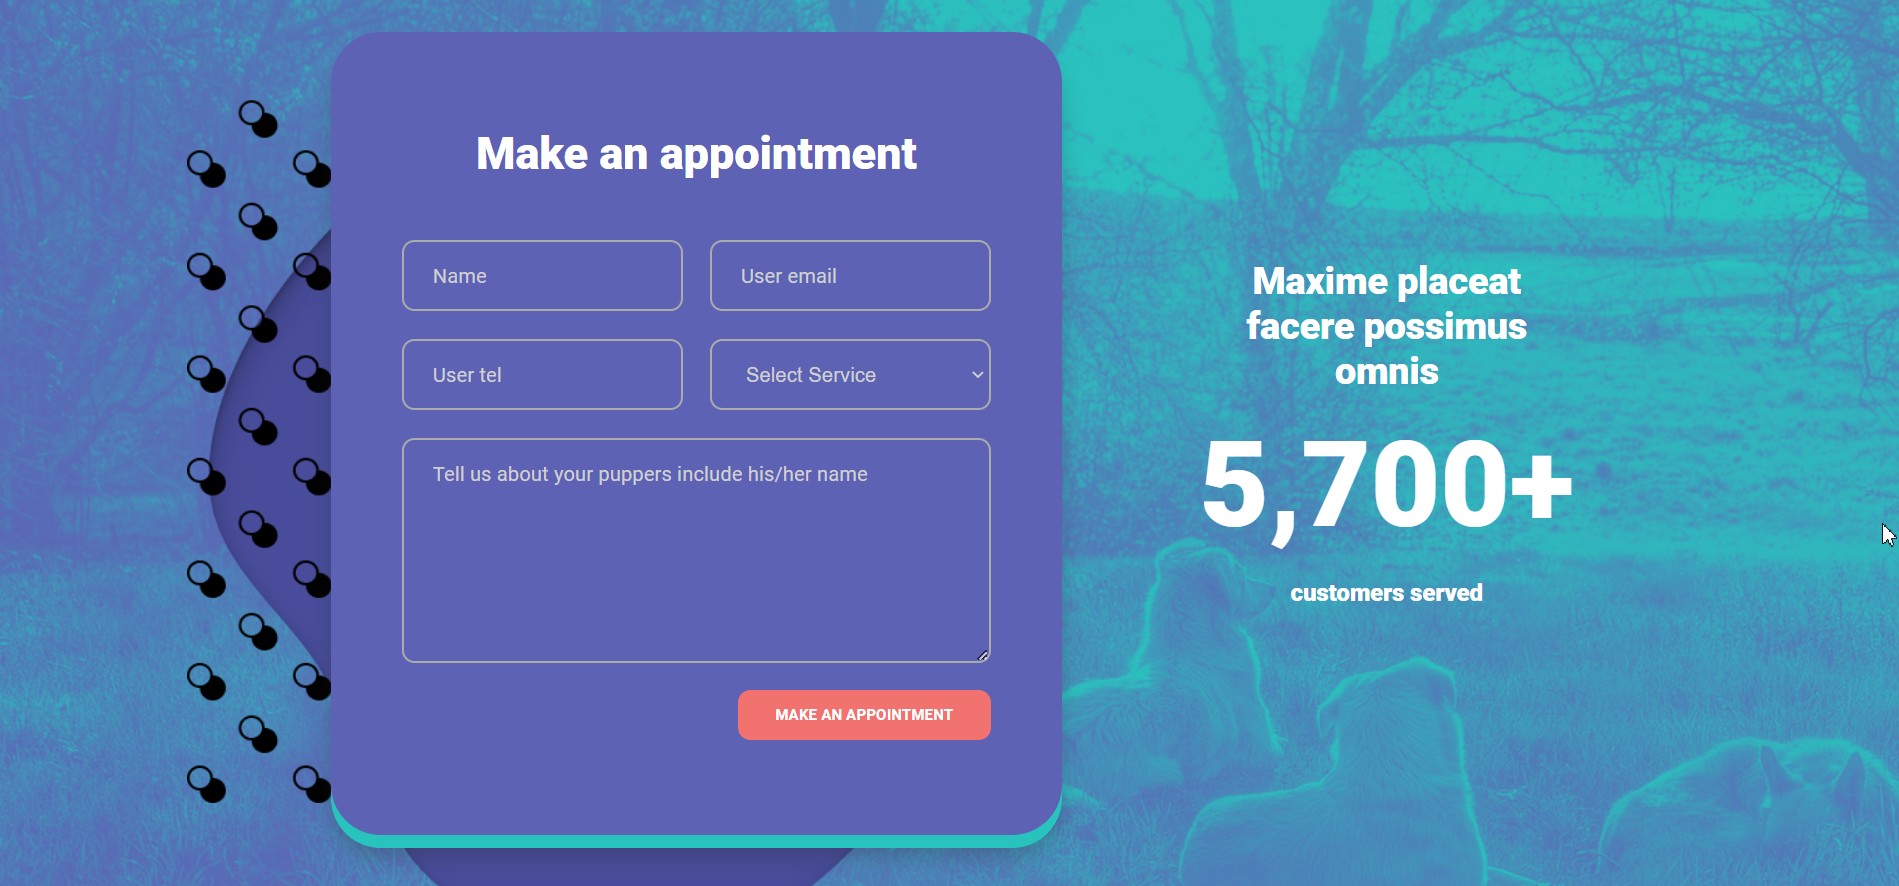 Make an appointment
Name
User email
User tel
Select Service
Tell us about your puppers include his/her name
MAKE AN APPOINTMENT
Maxime placeat
facere possimus
omnis
5,700+
customers served